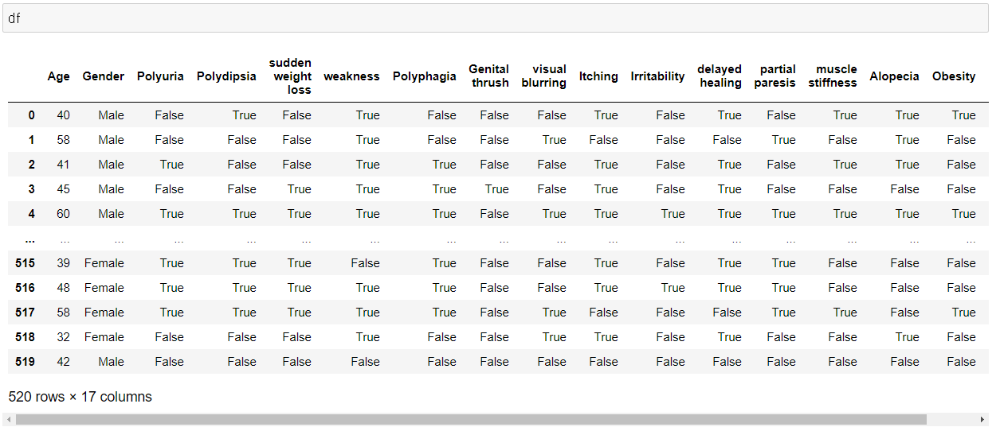 df
Age Gender Polyuria Polydipsia sudden weight loss weakness Polyphagia Genital thrush visual blurring Itching Irritability delayed healing partial paresis muscle stiffness Alopecia Obesity
0 40 Male False True False True False False False True False True False True True True
1 58 Male False False False True False False True False False False True False True False
2 41 Male True False False True True False False True False True False True True False
3 45 Male False False True True True True False True False True False False False False
4 60 Male True True True True True False True True True True True True True True
... ... ... ... ... ... ... ... ... ... ... ... ... ... ... ... ...
515 39 Female True True True False True False False True False True True False False False
516 48 Female True True True True True False False True True True True False False False
517 58 Female True True True True True False True False False False True True False True
518 32 Female False False False True False False True True False True False False True False
519 42 Male False False False False False False False False False False False False False False
520 rows × 17 columns